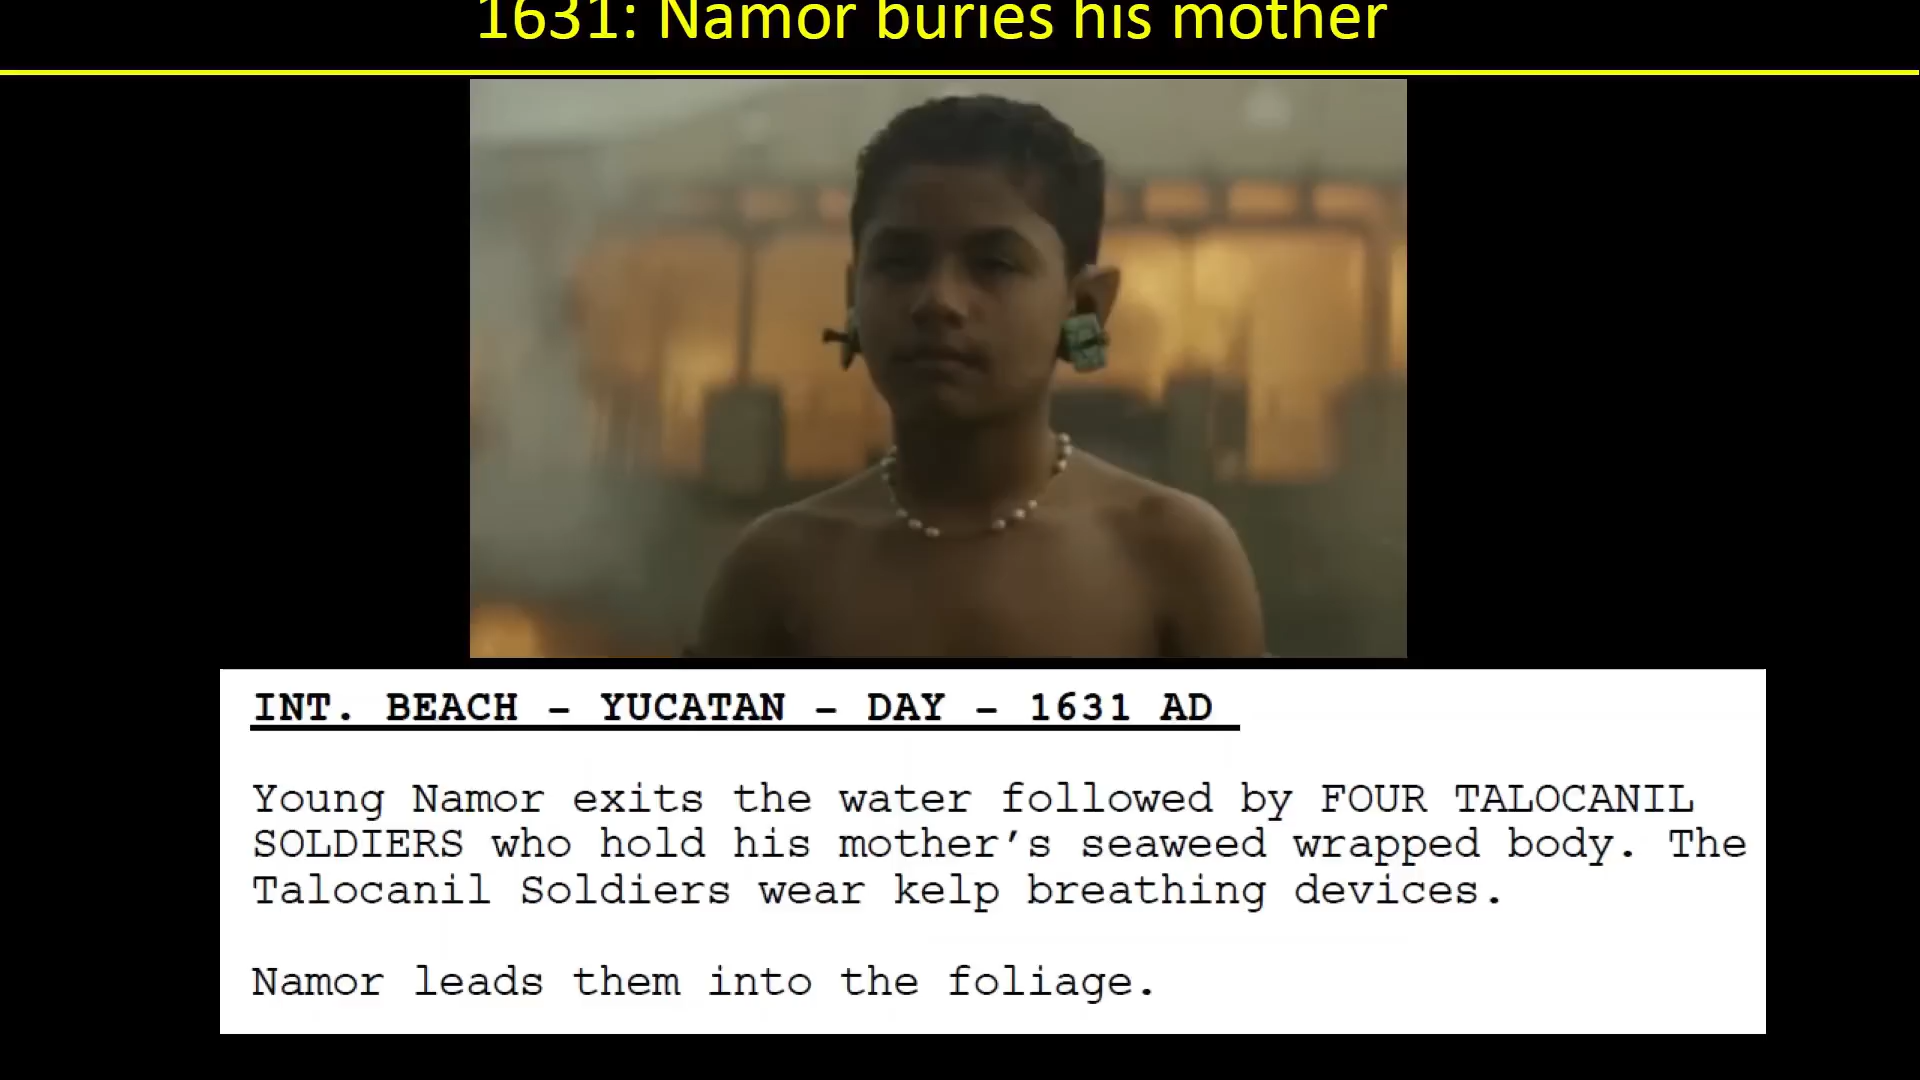 1631: Namor buries his mother
INT. BEACH – YUCATAN – DAY – 1631 AD
Young Namor exits the water followed by FOUR TALOCANIL
SOLDIERS who hold his mother’s seaweed wrapped body. The
Talocanil Soldiers wear kelp breathing devices.
Namor leads them into the foliage.